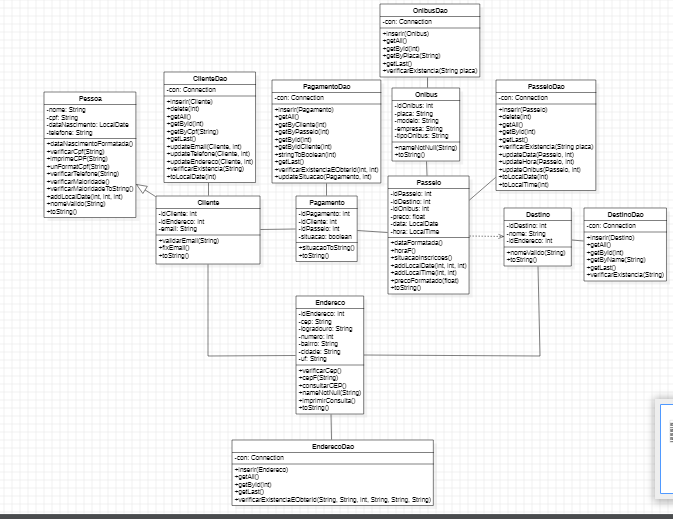 OnibusDao
-con: Connection
+inserir(Onibus)
+getAll()
+getById(int)
+getByPlaca(String)
+getLast()
+verificarExistencia(String placa)
ClienteDao
-con: Connection
+inserir(Cliente)
+delete(int)
+getAll()
+getById(int)
+getByCpf(String)
+getLast()
+updateEmail(Cliente, int)
+updateTelefone(Cliente, int)
+updateEndereco(Cliente, int)
+verificarExistencia(String)
+toLocalDate(int)
PagamentoDao
-con: Connection
+inserir(Pagamento)
+getAll()
+getByCliente(int)
+getByPasseio(int)
+getById(int)
+getByIdCliente(int)
+stringToBoolean(int)
+getLast()
+verificarExistenciaEObterId(int, int)
+updateSituacao(Pagamento, int)
Onibus
-idOnibus: int
-placa: String
-modelo: String
-empresa: String
-tipoOnibus: String
+nameNotNull(String)
+toString()
PasseioDao
-con: Connection
+inserir(Passeio)
+delete(int)
+getAll()
+getById(int)
+getLast()
+verificarExistencia(String placa)
+updateData(Passeio, int)
+updateHora(Passeio, int)
+updateOnibus(Passeio, int)
+toLocalDate(int)
+toLocalTime(int)
Pessoa
-nome: String
-cpf: String
-dataNascimento: LocalDate
-telefone: String
+dataNascimentoFormatada()
+verificarCpf(String)
+imprimeCPF(String)
+unFormatCpf(String)
+verificarTelefone(String)
+verificarMaioridade()
+verificarMaioridadeToString()
+addLocalDate(int, int, int)
+nomeValido(String)
+toString()
Cliente
-idCliente: int
-idEndereco: int
-email: String
+validarEmail(String)
+fixEmail()
+toString()
Pagamento
-idPagamento: int
-idCliente: int
-idPasseio: int
-situacao: boolean
+situacaoToString()
+toString()
Passeio
-idPasseio: int
-idDestino: int
-idOnibus: int
-preco: float
-data: LocalDate
-hora: LocalTime
+dataFormatada()
+horaF()
+situacaoInscricoes()
+addLocalDate(int, int, int)
+addLocalTime(int, int)
+precoFormatado(float)
+toString()
Destino
-idDestino: int
-nome: String
-idEndereco: int
+nomeValido(String)
+toString()
DestinoDao
-con: Connection
+inserir(Destino)
+getAll()
+getById(int)
+getByName(String)
+getLast()
+verificarExistencia(String)
Endereco
-idEndereco: int
-cep: String
-logradouro: String
-numero: int
-bairro: String
-cidade: String
-uf: String
+verificarCep()
+cepF(String)
+consultarCEP()
+nameNotNull(String)
+imprimirConsulta()
+toString()
EnderecoDao
-con: Connection
+inserir(Endereco)
+getAll()
+getById(int)
+getLast()
+verificarExistenciaEObterId(String, String, int, String, String, String)